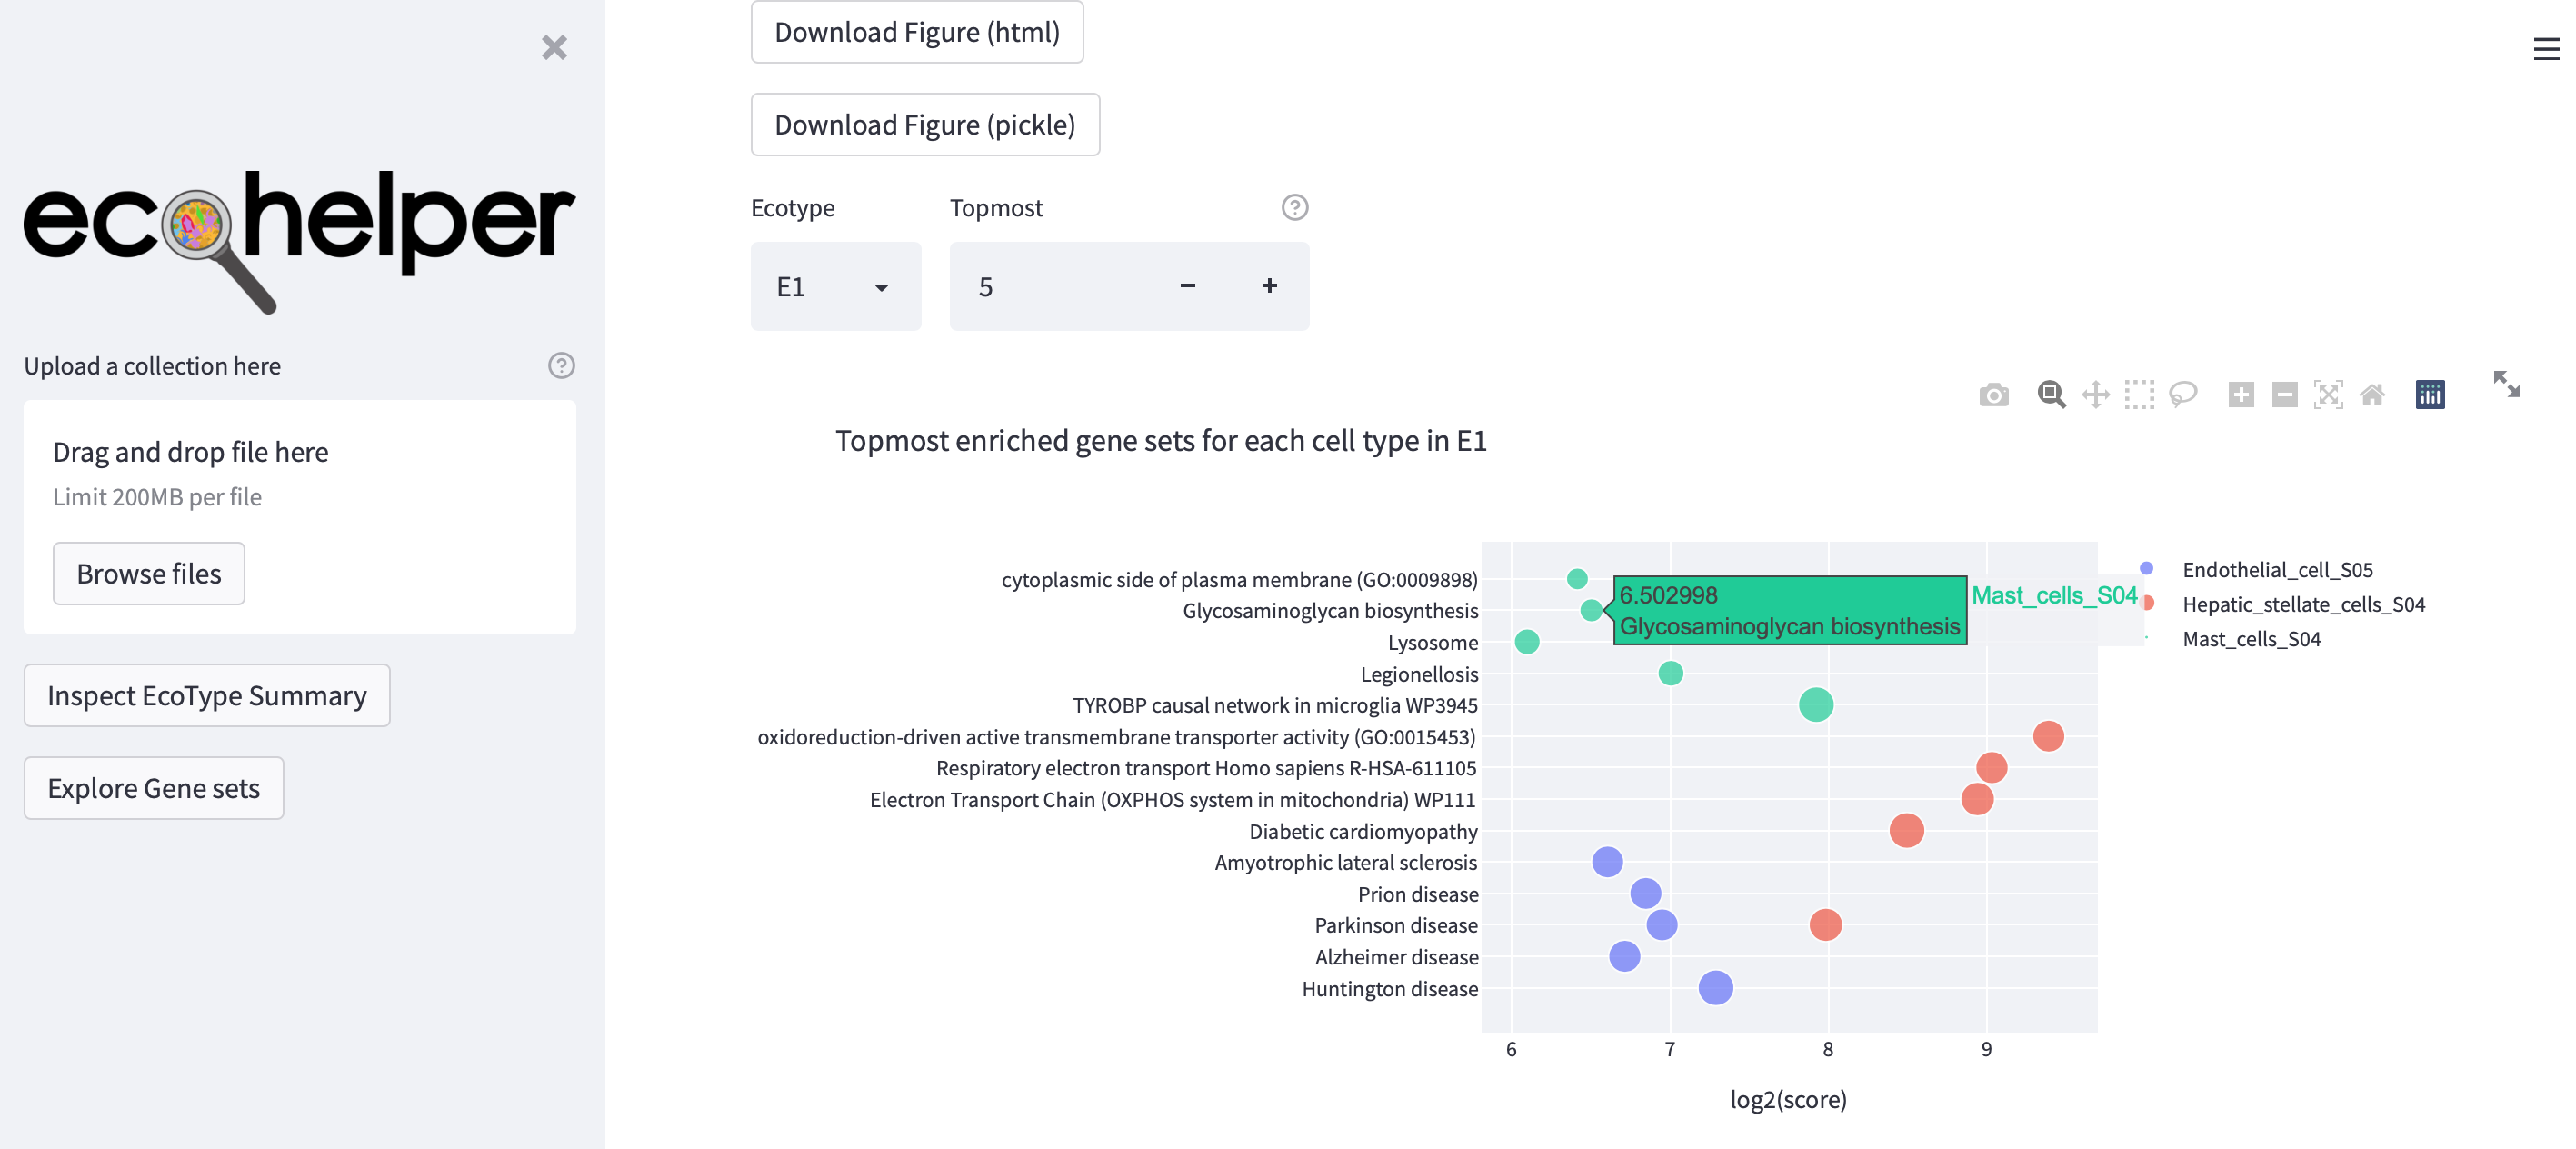 Download Figure (html)
Download Figure (pickle)
ecohelper
Upload a collection here
Drag and drop file here
Limit 200MB per file
Browse files
Inspect EcoType Summary
Explore Gene sets
Ecotype
Topmost
E1
5
Topmost enriched gene sets for each cell type in E1
cytoplasmic side of plasma membrane (GO:0009898)
Glycosaminoglycan biosynthesis
Lysosome
Legionellosis
TYROBP causal network in microglia WP3945
oxidoreduction-driven active transmembrane transporter activity (GO:0015453)
Respiratory electron transport Homo sapiens R-HSA-611105
Electron Transport Chain (OXPHOS system in mitochondria) WP111
Diabetic cardiomyopathy
Amyotrophic lateral sclerosis
Prion disease
Parkinson disease
Alzheimer disease
Huntington disease
6.502998
Glycosaminoglycan biosynthesis
Mast_cells_S04
Endothelial_cell_S05
Hepatic_stellate_cells_S04
Mast_cells_S04
6 7 8 9
log2(score)